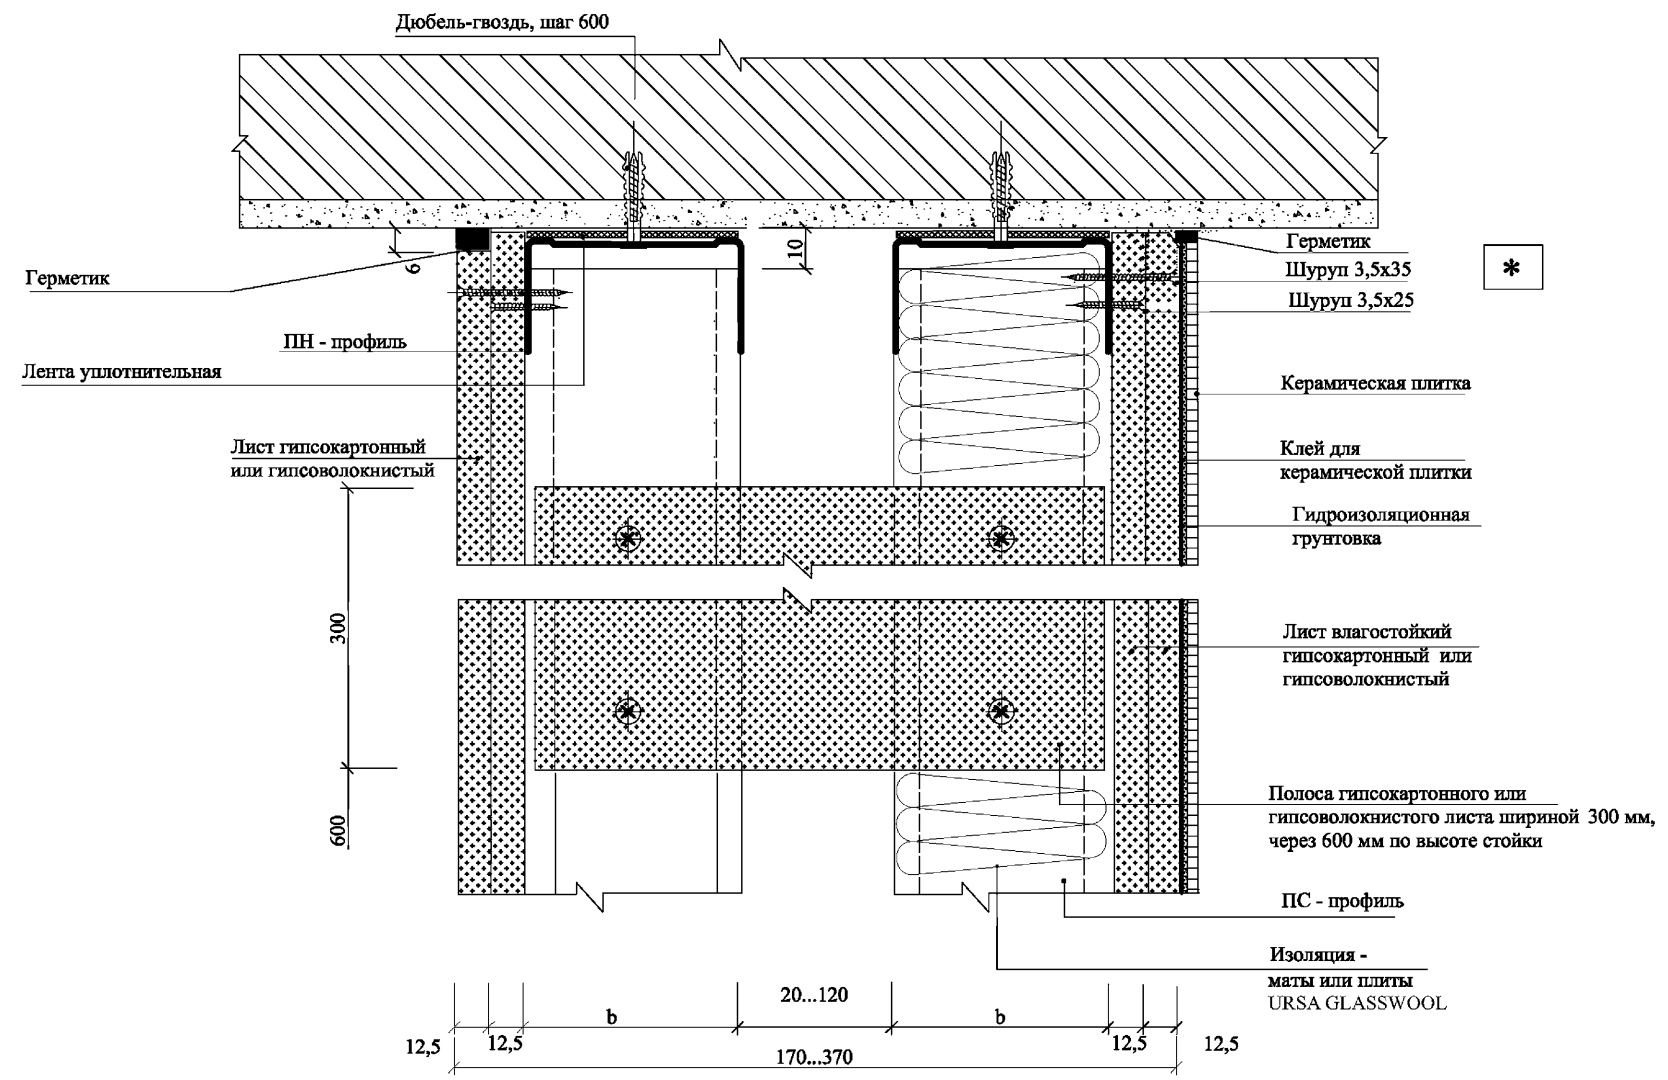 Дюбель-гвоздь, шаг 600
Герметик
6
10
Герметик
Шуруп 3,5х35
Шуруп 3,5х25
*
ПН - профиль
Лента уплотнительная
Керамическая плитка
Лист гипсокартонный
или гипсоволокнистый
Клей для
керамической плитки
Гидроизоляционная
грунтовка
300
Лист влагостойкий
гипсокартонный или
гипсоволокнистый
600
Полоса гипсокартонного или
гипсоволокнистого листа шириной 300 мм,
через 600 мм по высоте стойки
ПС - профиль
Изоляция -
маты или плиты
URSA GLASSWOOL
20...120
b
b
12,5
12,5
12,5
12,5
170...370